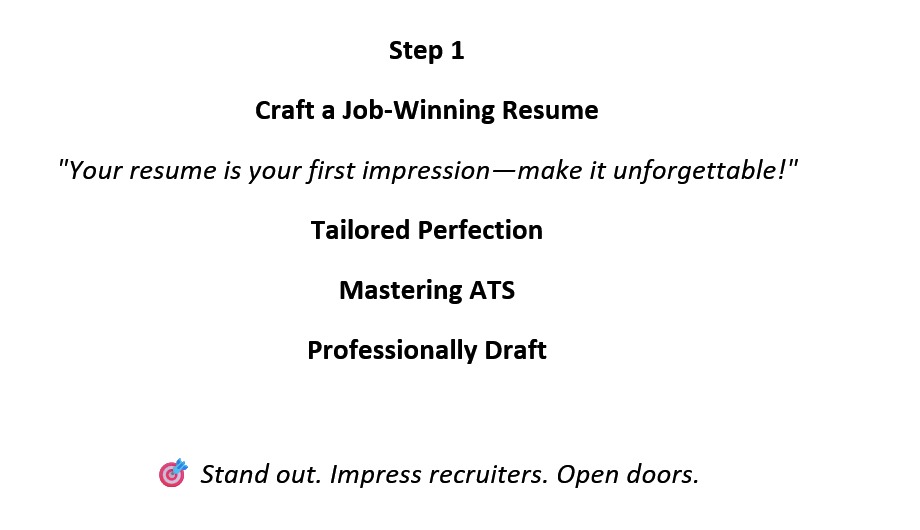 Step 1
Craft a Job-Winning Resume
"Your resume is your first impression—make it unforgettable!"
Tailored Perfection
Mastering ATS
Professionally Draft
🎯 Stand out. Impress recruiters. Open doors.